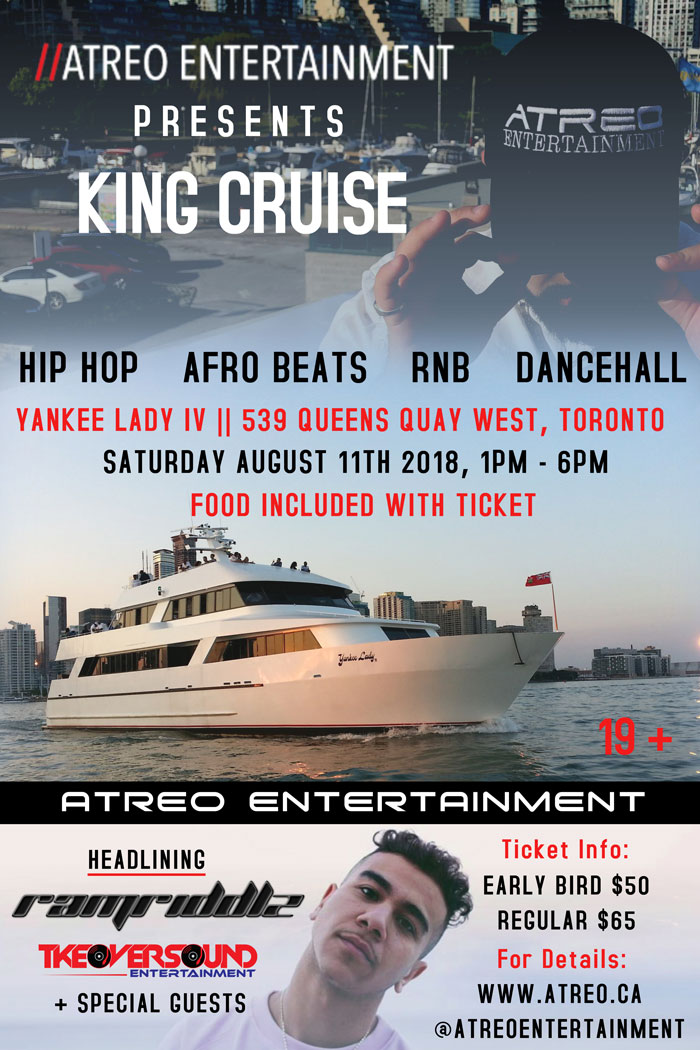 //ATREO ENTERTAINMENT
PRESENTS
KING CRUISE
ATREO
ENTERTAINMENT
HIP HOP AFRO BEATS RNB DANCEHALL
YANKEE LADY IV || 539 QUEENS QUAY WEST, TORONTO
SATURDAY AUGUST 11TH 2018, 1PM - 6PM
FOOD INCLUDED WITH TICKET
Yankee Lady
19 +
ATREO ENTERTAINMENT
HEADLINING
ramriddlz
TKEOVERSOUND
ENTERTAINMENT
+ SPECIAL GUESTS
Ticket Info:
EARLY BIRD $50
REGULAR $65
For Details:
WWW.ATREO.CA
@ATREOENTERTAINMENT